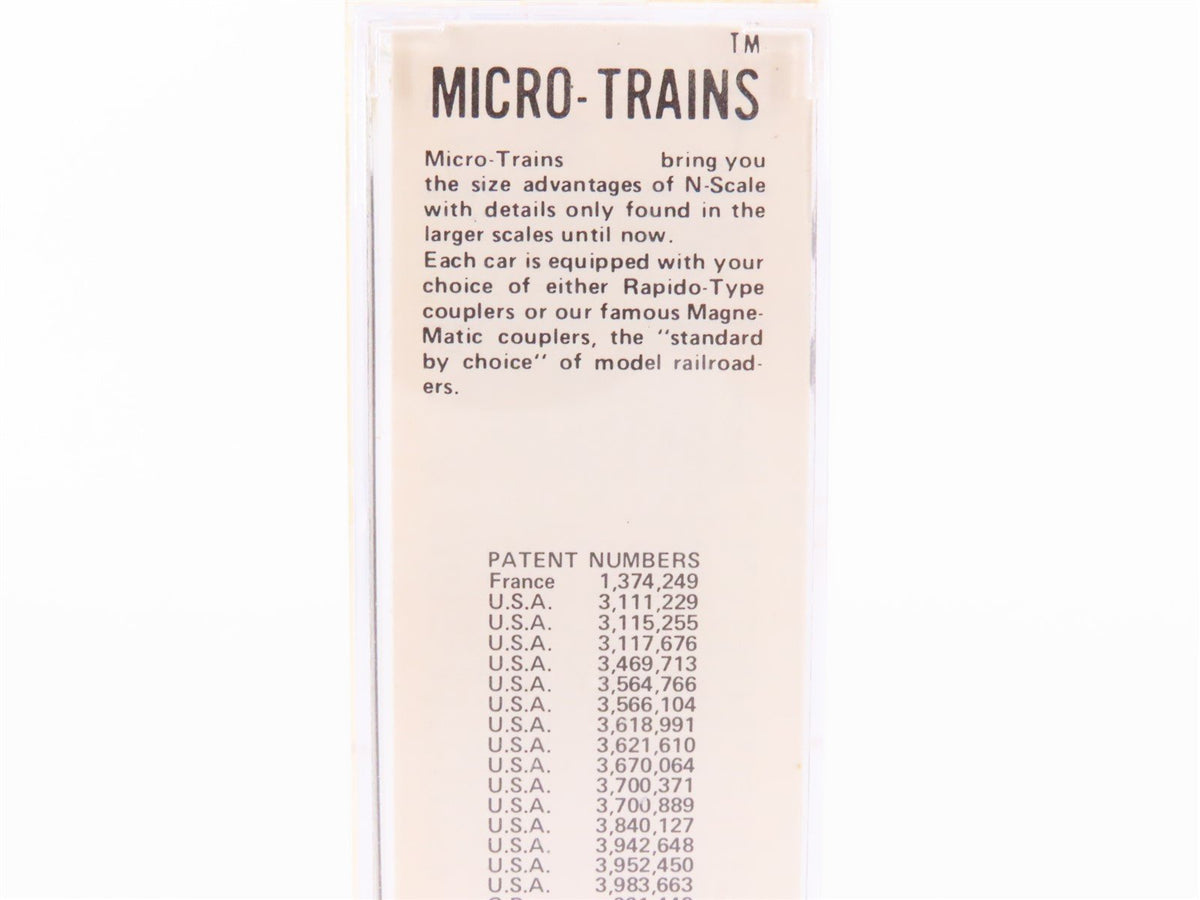 TM
MICRO-TRAINS
Micro-Trains bring you
the size advantages of N-Scale
with details only found in the
larger scales until now.
Each car is equipped with your
choice of either Rapido-Type
couplers or our famous Magne-
Matic couplers, the "standard
by choice" of model railroad-
ers.
PATENT NUMBERS
France 1,374,249
U.S.A. 3,111,229
U.S.A. 3,115,255
U.S.A. 3,117,676
U.S.A. 3,469,713
U.S.A. 3,564,766
U.S.A. 3,566,104
U.S.A. 3,618,991
U.S.A. 3,621,610
U.S.A. 3,670,064
U.S.A. 3,700,371
U.S.A. 3,700,889
U.S.A. 3,840,127
U.S.A. 3,942,648
U.S.A. 3,952,450
U.S.A. 3,983,663